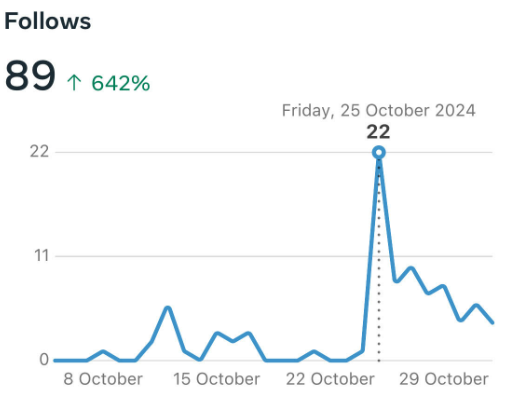 Follows
89 ↑ 642%
Friday, 25 October 2024
22
22
11
0
8 October 15 October 22 October 29 October